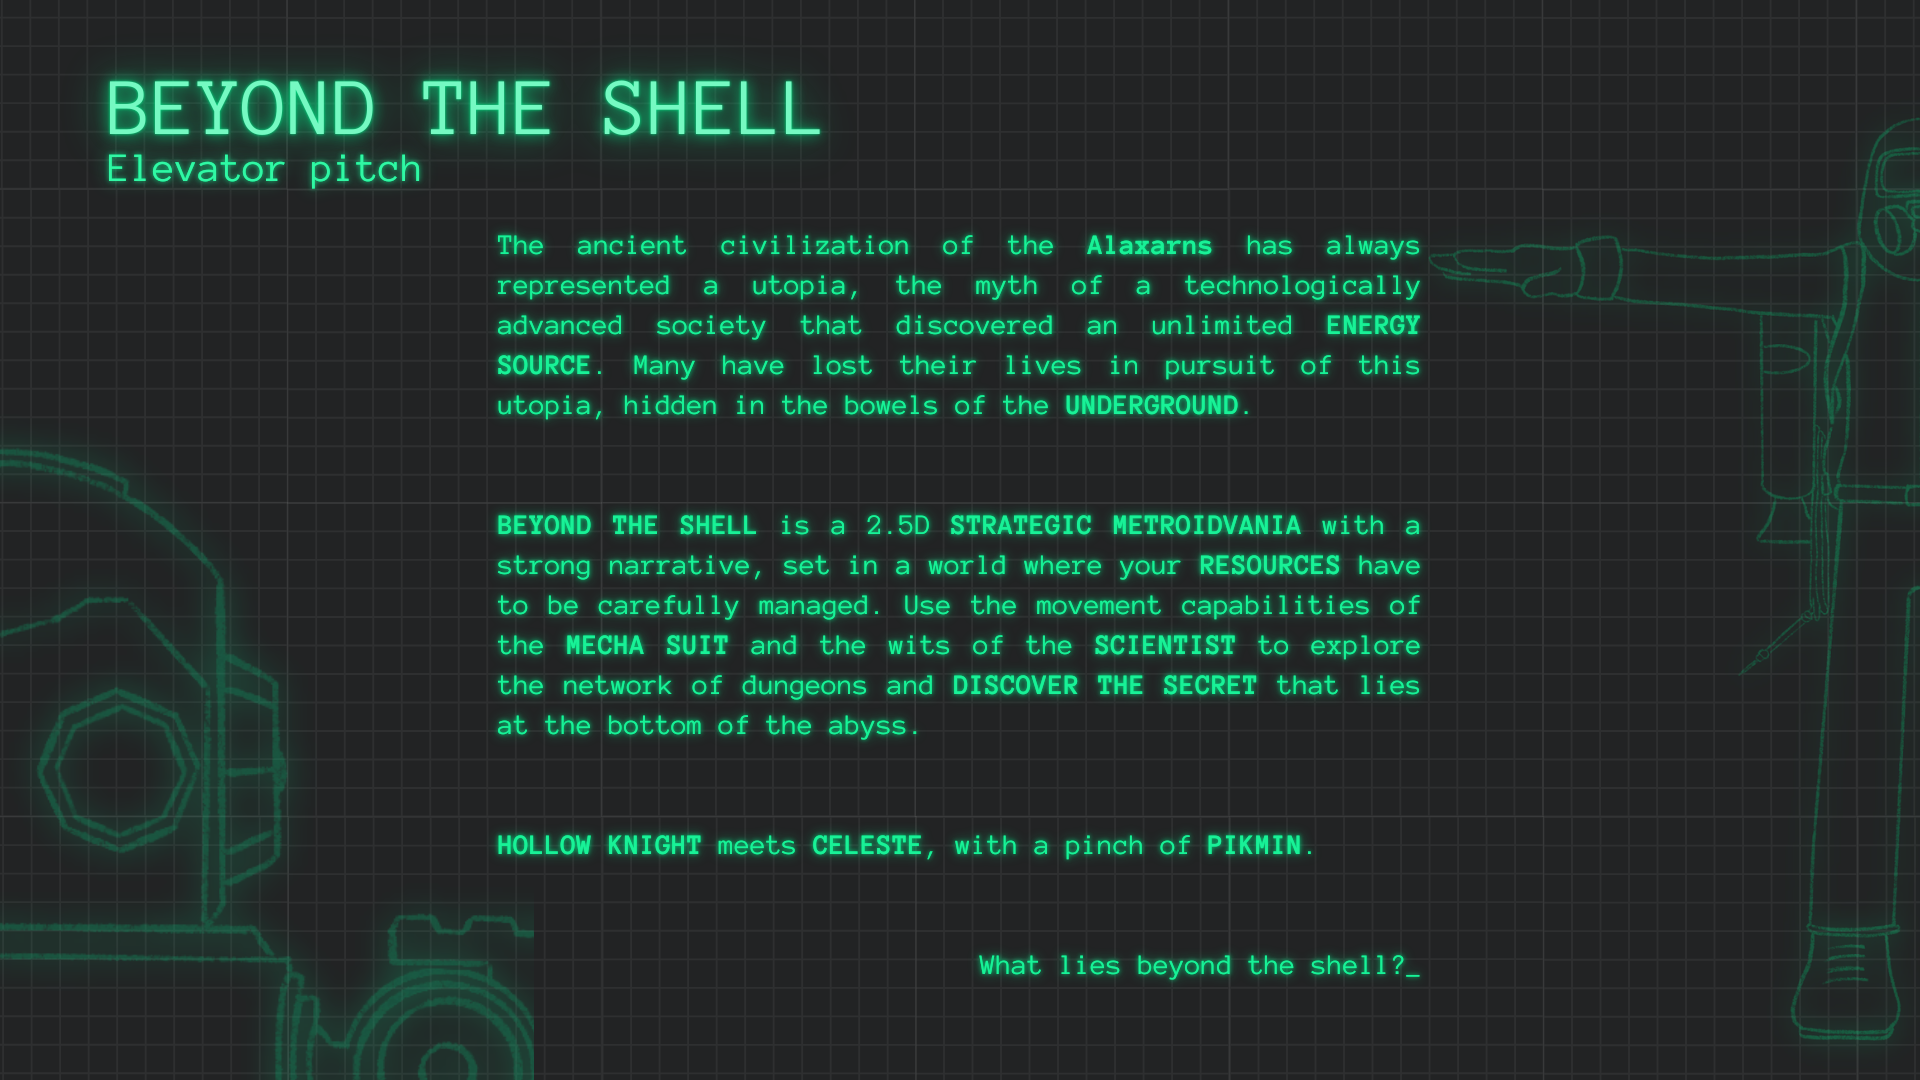 BEYOND THE SHELL
Elevator pitch
The ancient civilization of the Alaxarns has always
represented a utopia, the myth of a technologically
advanced society that discovered an unlimited ENERGY
SOURCE. Many have lost their lives in pursuit of this
utopia, hidden in the bowels of the UNDERGROUND.
BEYOND THE SHELL is a 2.5D STRATEGIC METROIDVANIA with a
strong narrative, set in a world where your RESOURCES have
to be carefully managed. Use the movement capabilities of
the MECHA SUIT and the wits of the SCIENTIST to explore
the network of dungeons and DISCOVER THE SECRET that lies
at the bottom of the abyss.
HOLLOW KNIGHT meets CELESTE, with a pinch of PIKMIN.
What lies beyond the shell?_